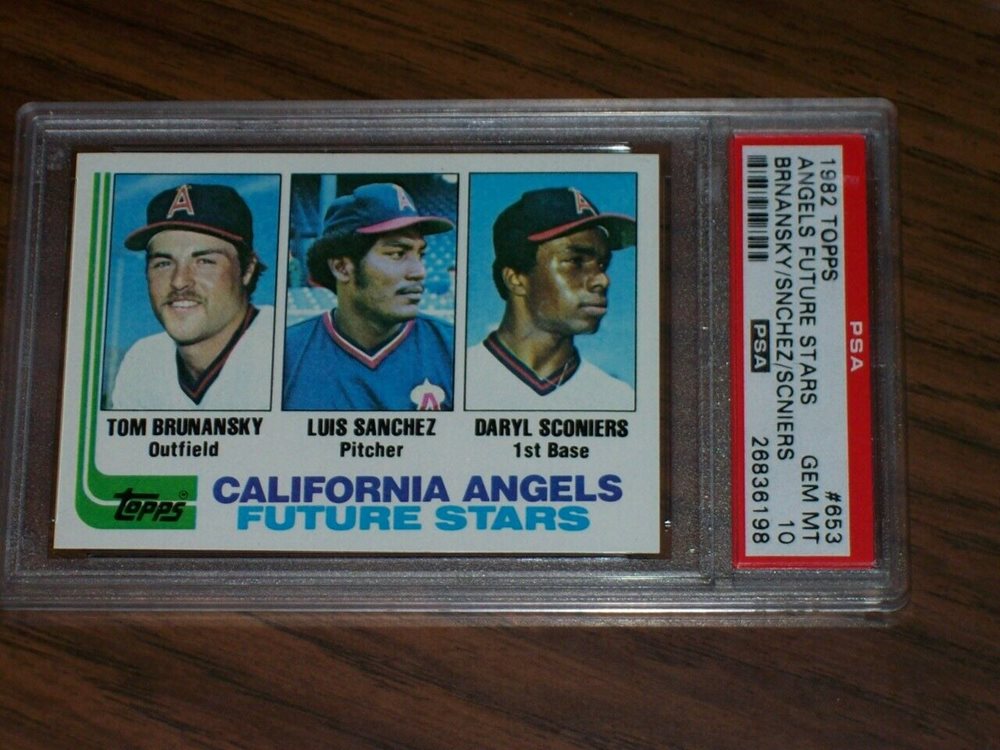 TOM BRUNANSKY
Outfield
LUIS SANCHEZ
Pitcher
DARYL SCONIERS
1st Base
Topps®
CALIFORNIA ANGELS
FUTURE STARS
PSA
1982 TOPPS #653
ANGELS FUTURE STARS GEM MT
BRNANSKY/SNCHEZ/SCNIERS 10
PSA 26836198
A
A
A
A